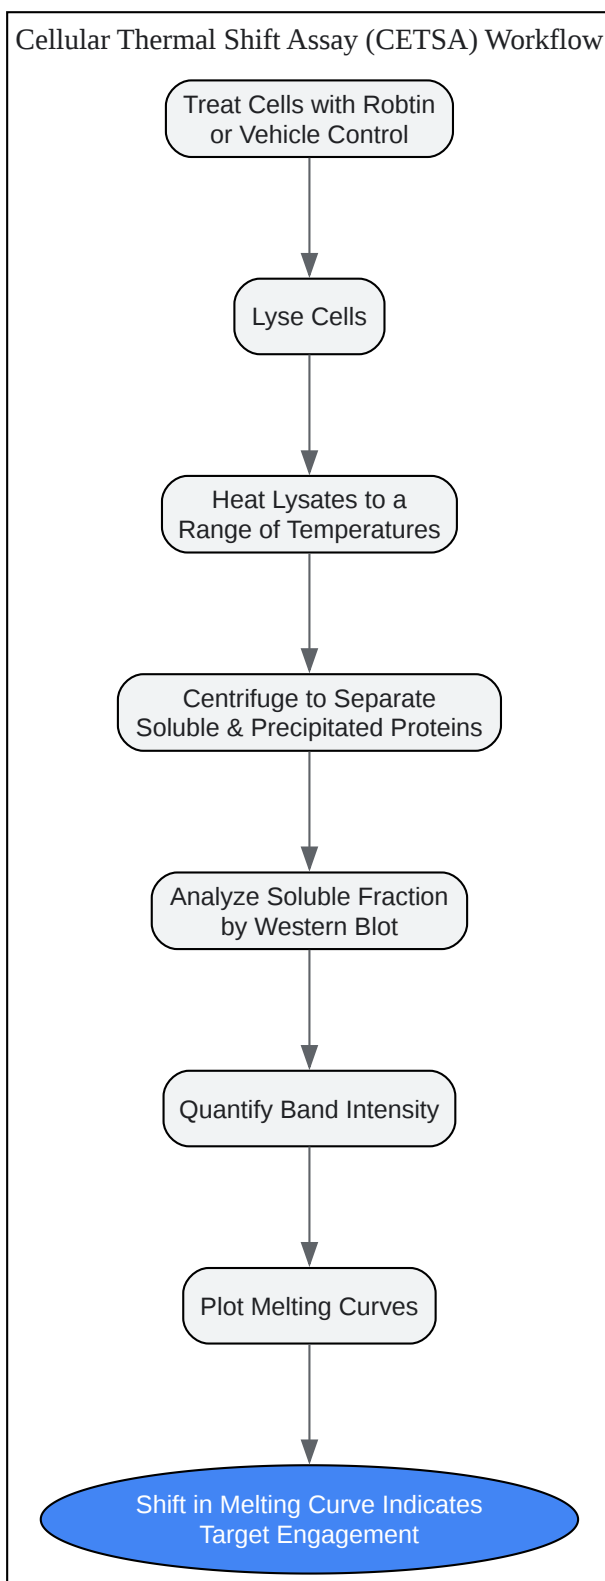 Cellular Thermal Shift Assay (CETSA) Workflow
Treat Cells with Robtin
or Vehicle Control
Lyse Cells
Heat Lysates to a
Range of Temperatures
Centrifuge to Separate
Soluble & Precipitated Proteins
Analyze Soluble Fraction
by Western Blot
Quantify Band Intensity
Plot Melting Curves
Shift in Melting Curve Indicates
Target Engagement